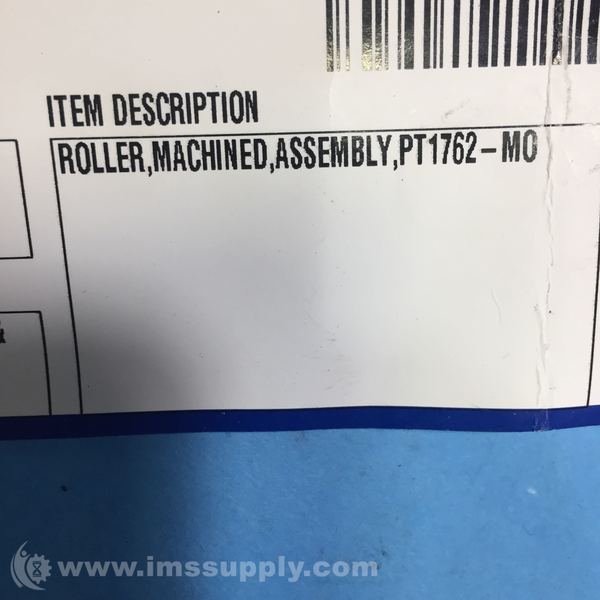 ITEM DESCRIPTION
ROLLER,MACHINED,ASSEMBLY,PT1762-MO
www.imssupply.com